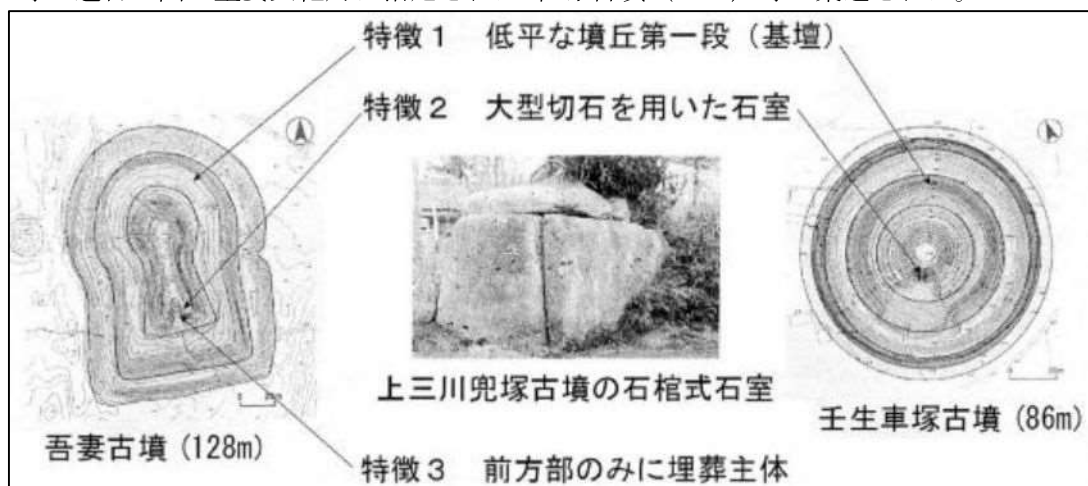 特徴1 低平な墳丘第一段(基壇)
特徴2 大型切石を用いた石室
上三川兜塚古墳の石棺式石室
吾妻古墳(128m)
壬生車塚古墳(86m)
特徴3 前方部のみに埋葬主体